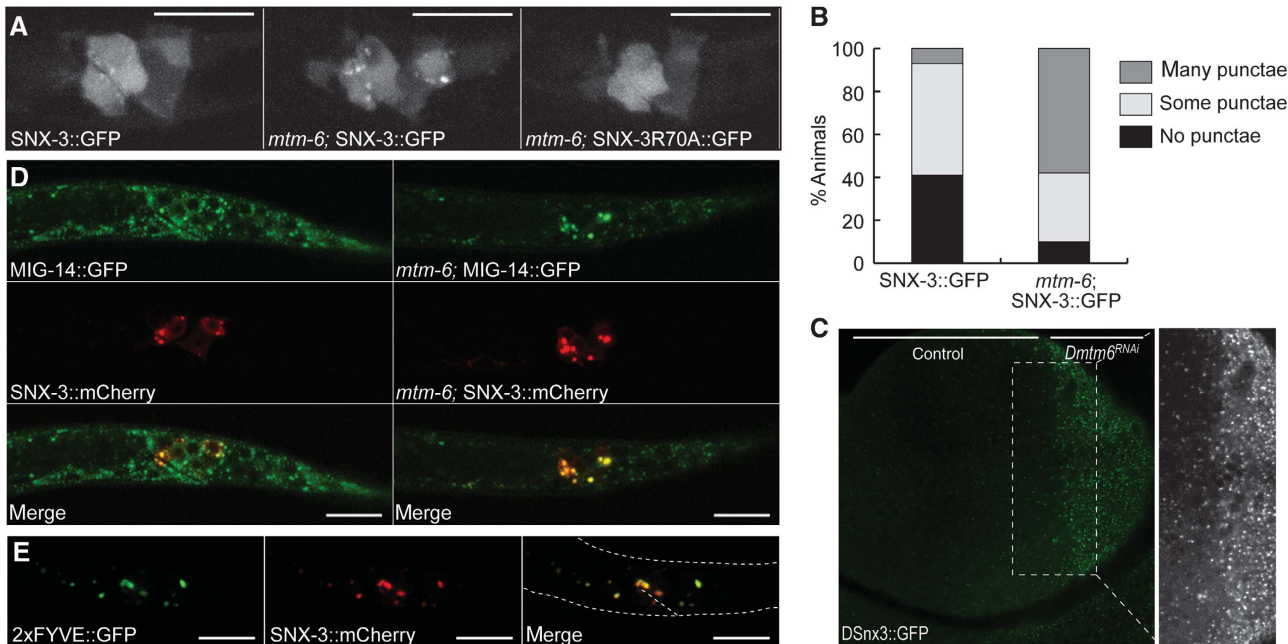 A
SNX-3::GFP
mtm-6; SNX-3::GFP
mtm-6; SNX-3R70A::GFP
B
100
80
60
40
20
0
% Animals
SNX-3::GFP
mtm-6;
SNX-3::GFP
Many punctae
Some punctae
No punctae
C
Control
Dmtm6RNAi
DSnx3::GFP
D
MIG-14::GFP
mtm-6; MIG-14::GFP
SNX-3::mCherry
mtm-6; SNX-3::mCherry
Merge
Merge
E
2xFYVE::GFP
SNX-3::mCherry
Merge